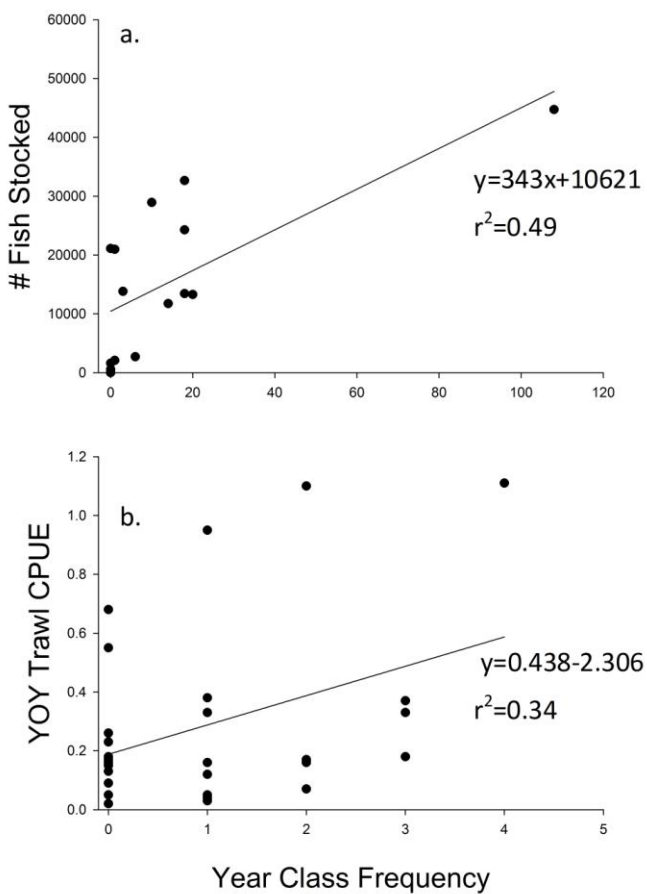 60000
a.
50000
40000
30000
20000
10000
0
# Fish Stocked
y=343x+10621
r²=0.49
0 20 40 60 80 100 120
1.2
b.
1.0
0.8
0.6
0.4
0.2
0.0
YOY Trawl CPUE
y=0.438-2.306
r²=0.34
0 1 2 3 4 5
Year Class Frequency